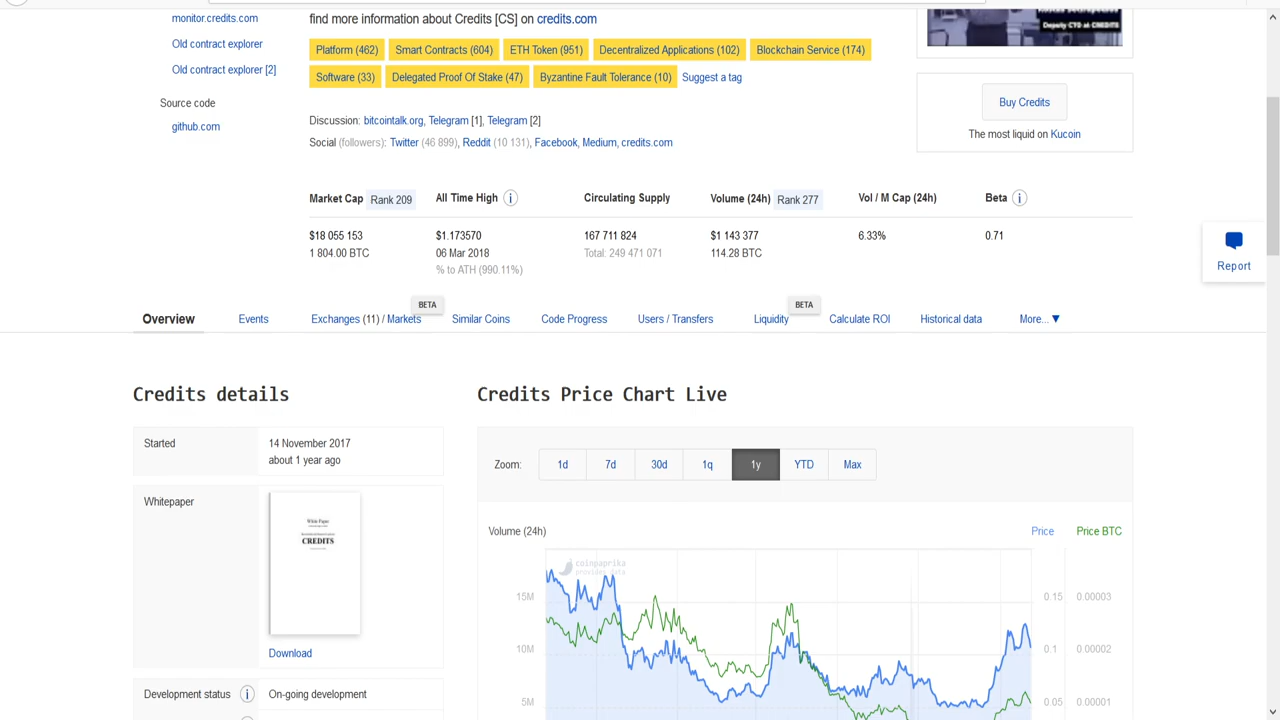 monitor.credits.com
Old contract explorer
Old contract explorer [2]
Source code
github.com
find more information about Credits [CS] on credits.com
Platform (462) Smart Contracts (604) ETH Token (951) Decentralized Applications (102) Blockchain Service (174)
Software (33) Delegated Proof Of Stake (47) Byzantine Fault Tolerance (10) Suggest a tag
Discussion: bitcointalk.org, Telegram [1], Telegram [2]
Social (followers): Twitter (46 899), Reddit (10 131), Facebook, Medium, credits.com
Deputy CTO at CREDITS
Buy Credits
The most liquid on Kucoin
Market Cap Rank 209 All Time High i Circulating Supply Volume (24h) Rank 277 Vol / M Cap (24h) Beta i
$18 055 153 $1.173570 167 711 824 $1 143 377 6.33% 0.71
1 804.00 BTC 06 Mar 2018 Total: 249 471 071 114.28 BTC
% to ATH (990.11%)
Report
BETA BETA
Overview Events Exchanges (11) / Markets Similar Coins Code Progress Users / Transfers Liquidity Calculate ROI Historical data More... ▼
Credits details
Started 14 November 2017
about 1 year ago
Whitepaper
White Paper
CREDITS
Download
Development status i On-going development
Credits Price Chart Live
Zoom: 1d 7d 30d 1q 1y YTD Max
Volume (24h) Price Price BTC
coinpaprika
provides data
15M 0.15 0.00003
10M 0.1 0.00002
5M 0.05 0.00001